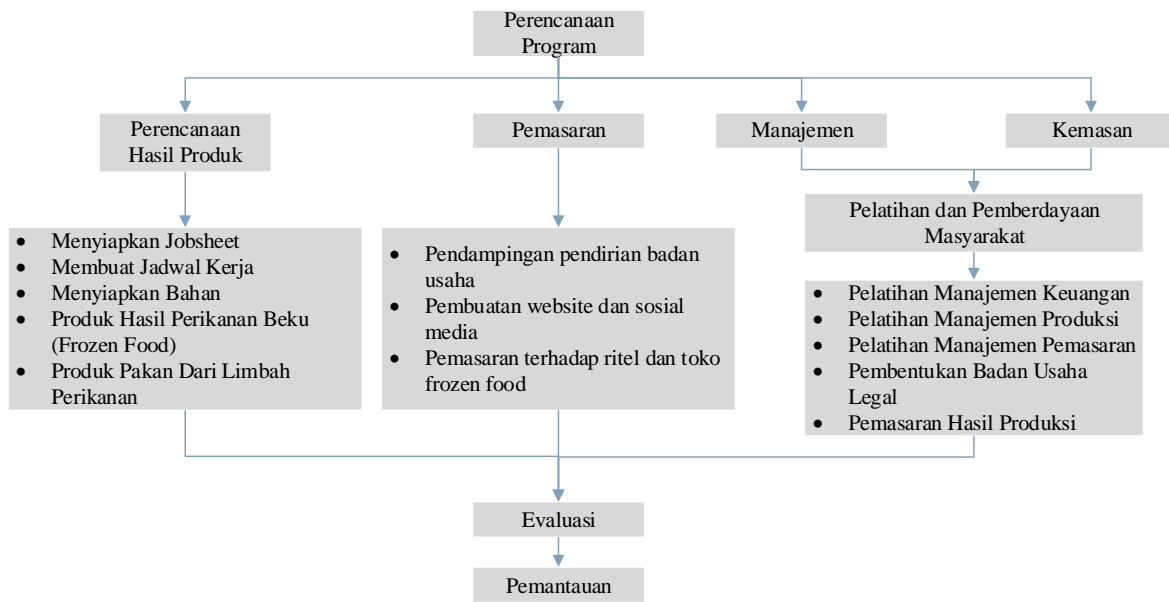 Perencanaan
Program
Perencanaan
Hasil Produk
Pemasaran
Manajemen
Kemasan
Pelatihan dan Pemberdayaan
Masyarakat
• Menyiapkan Jobsheet
• Membuat Jadwal Kerja
• Menyiapkan Bahan
• Produk Hasil Perikanan Beku
(Frozen Food)
• Produk Pakan Dari Limbah
Perikanan
• Pendampingan pendirian badan
usaha
• Pembuatan website dan sosial
media
• Pemasaran terhadap ritel dan toko
frozen food
• Pelatihan Manajemen Keuangan
• Pelatihan Manajemen Produksi
• Pelatihan Manajemen Pemasaran
• Pembentukan Badan Usaha
Legal
• Pemasaran Hasil Produksi
Evaluasi
Pemantauan